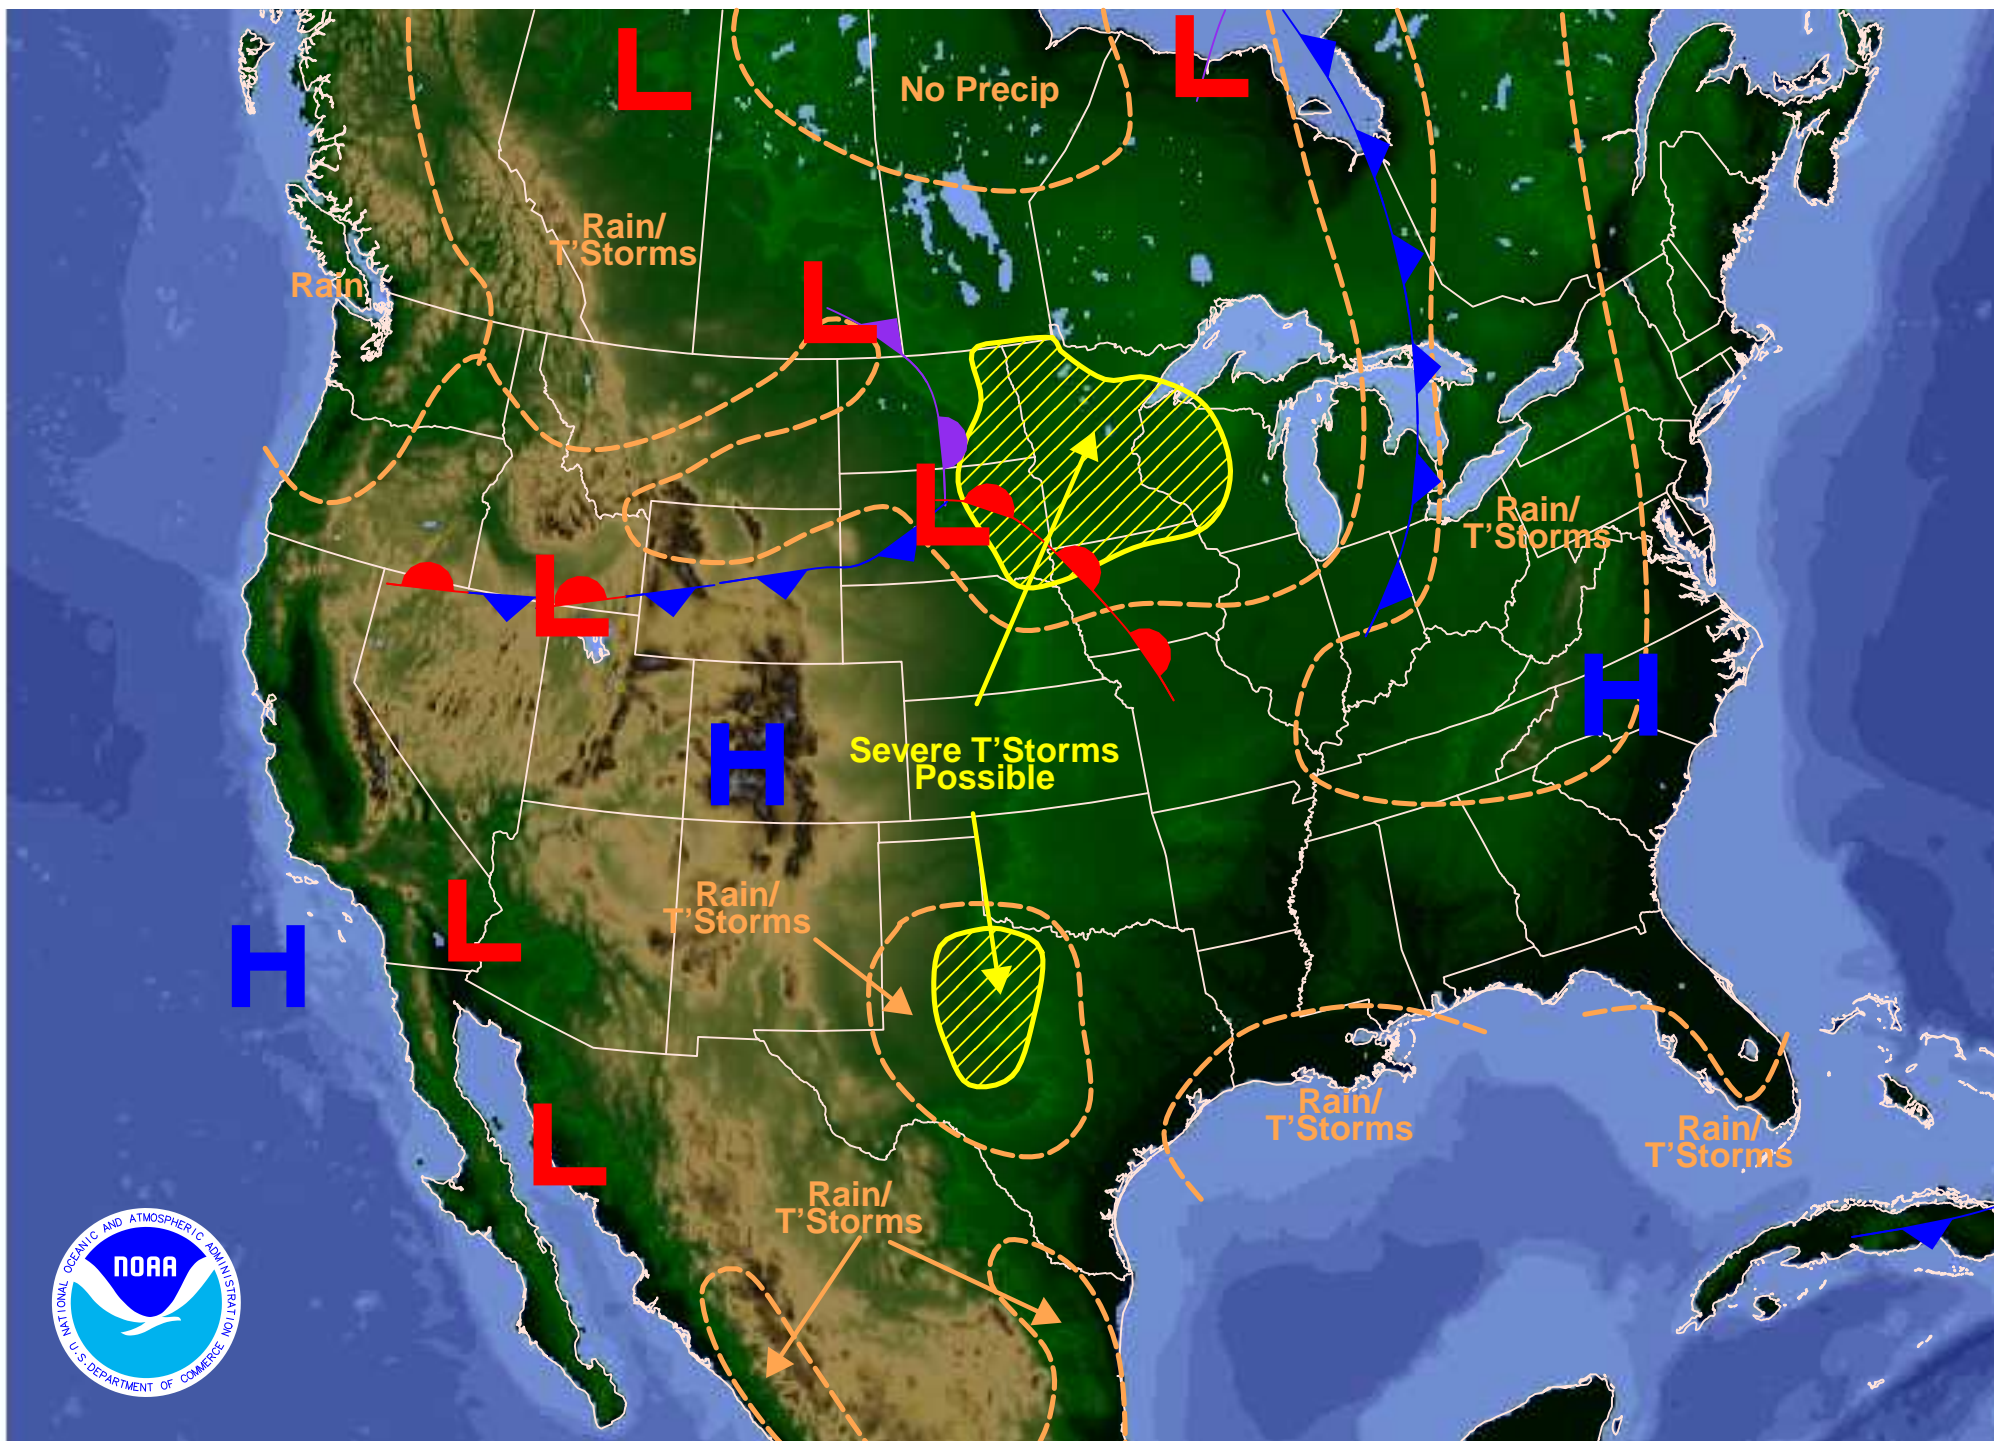 L
L
No Precip
Rain/
T'Storms
Rain
L
L
Rain/
T'Storms
L
H
H
Severe T'Storms
Possible
Rain/
T'Storms
L
H
Rain/
T'Storms
Rain/
T'Storms
L
Rain/
T'Storms
NATIONAL OCEANIC AND ATMOSPHERIC ADMINISTRATION
NOAA
U.S. DEPARTMENT OF COMMERCE